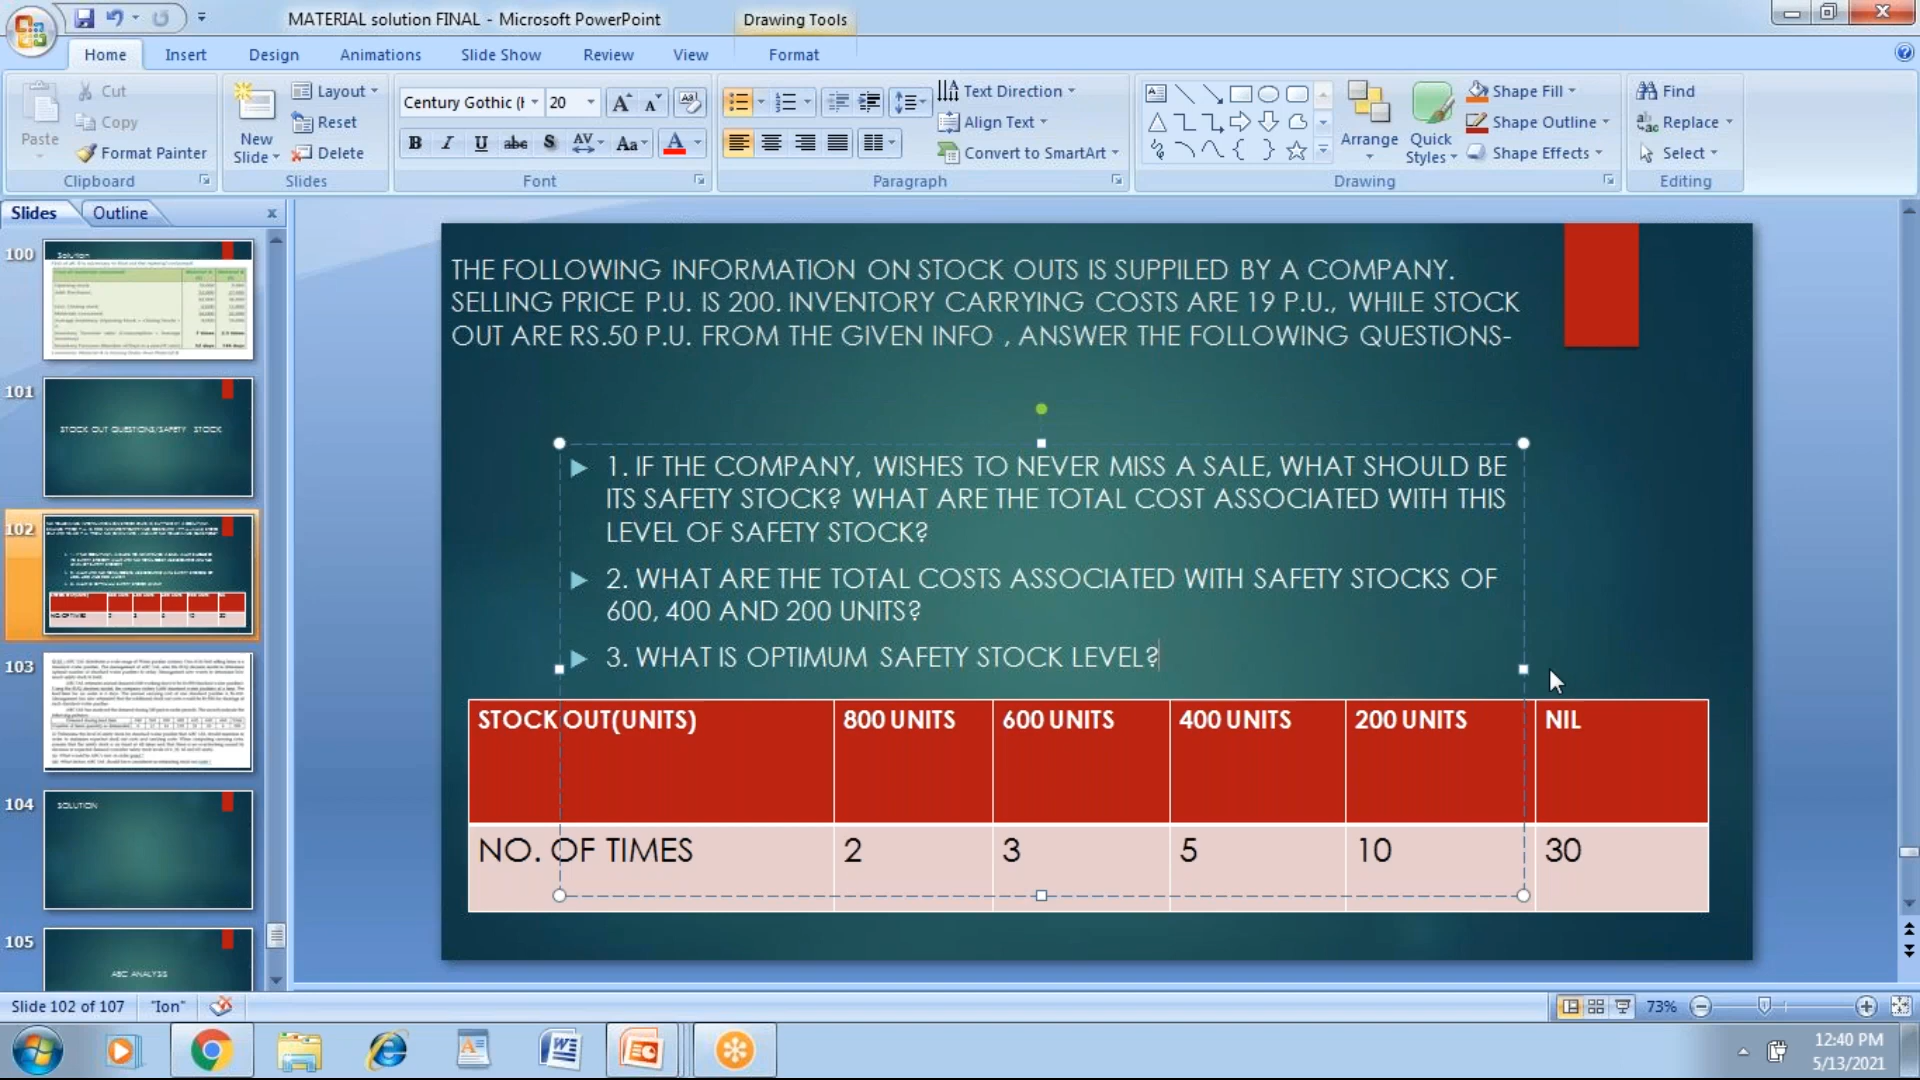 MATERIAL solution FINAL - Microsoft PowerPoint
Drawing Tools
Home
Insert
Design
Animations
Slide Show
Review
View
Format
Paste
Cut
Copy
Format Painter
Clipboard
New
Slide
Layout
Reset
Delete
Slides
Century Gothic (H
20
B I U abc S AV Aa A
Font
Paragraph
Text Direction
Align Text
Convert to SmartArt
Arrange
Quick
Styles
Shape Fill
Shape Outline
Shape Effects
Drawing
Find
Replace
Select
Editing
Slides
Outline
100
Solution
101
STOCK OUT QUESTIONS/SAFETY STOCK
102
103
104
SOLUTION
105
ABC ANALYSIS
THE FOLLOWING INFORMATION ON STOCK OUTS IS SUPPILED BY A COMPANY.
SELLING PRICE P.U. IS 200. INVENTORY CARRYING COSTS ARE 19 P.U., WHILE STOCK
OUT ARE RS.50 P.U. FROM THE GIVEN INFO , ANSWER THE FOLLOWING QUESTIONS-
1. IF THE COMPANY, WISHES TO NEVER MISS A SALE, WHAT SHOULD BE
ITS SAFETY STOCK? WHAT ARE THE TOTAL COST ASSOCIATED WITH THIS
LEVEL OF SAFETY STOCK?
2. WHAT ARE THE TOTAL COSTS ASSOCIATED WITH SAFETY STOCKS OF
600, 400 AND 200 UNITS?
3. WHAT IS OPTIMUM SAFETY STOCK LEVEL?
STOCK OUT(UNITS) 800 UNITS 600 UNITS 400 UNITS 200 UNITS NIL
NO. OF TIMES 2 3 5 10 30
Slide 102 of 107
"Ion"
73%
12:40 PM
5/13/2021